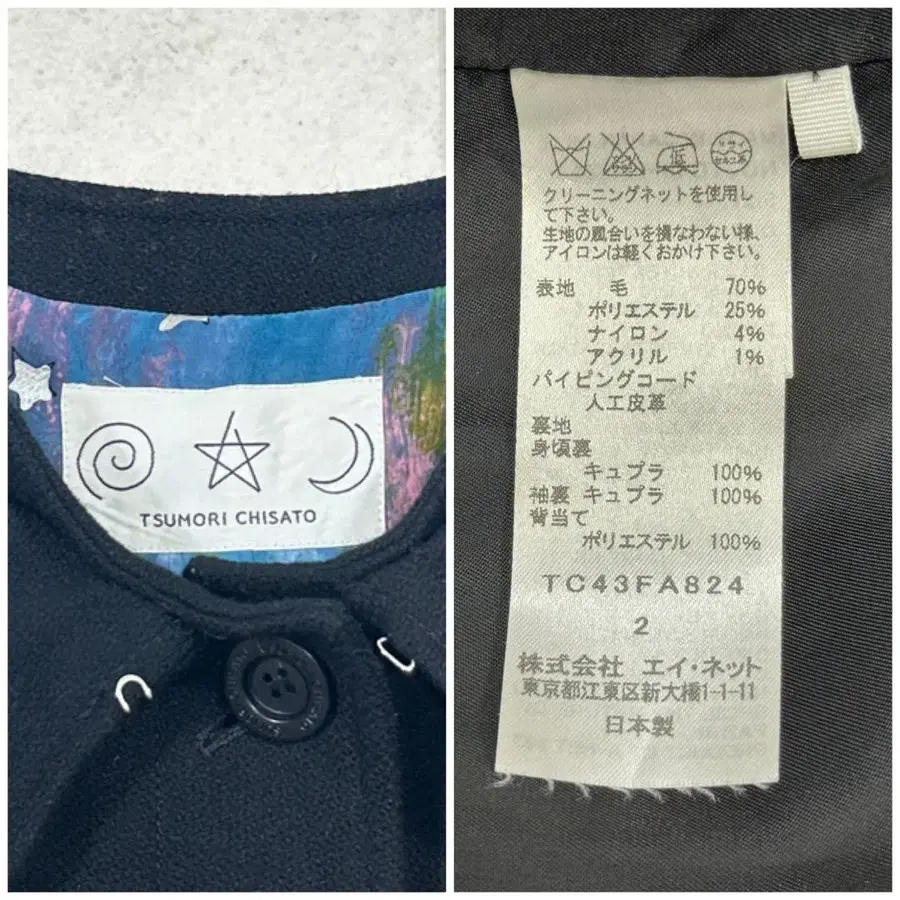 TSUMORI CHISATO
低
クリーニングネットを使用し
て下さい。
生地の風合いを損なわない様、
アイロンは軽くおかけ下さい。
表地 毛 70%
ポリエステル 25%
ナイロン 4%
アクリル 1%
パイピングコード
人工皮革
裏地
身頃裏
キュプラ 100%
袖裏 キュプラ 100%
背当て
ポリエステル 100%
TC43FA824
2
株式会社 エイ・ネット
東京都江東区新大橋1-1-11
日本製